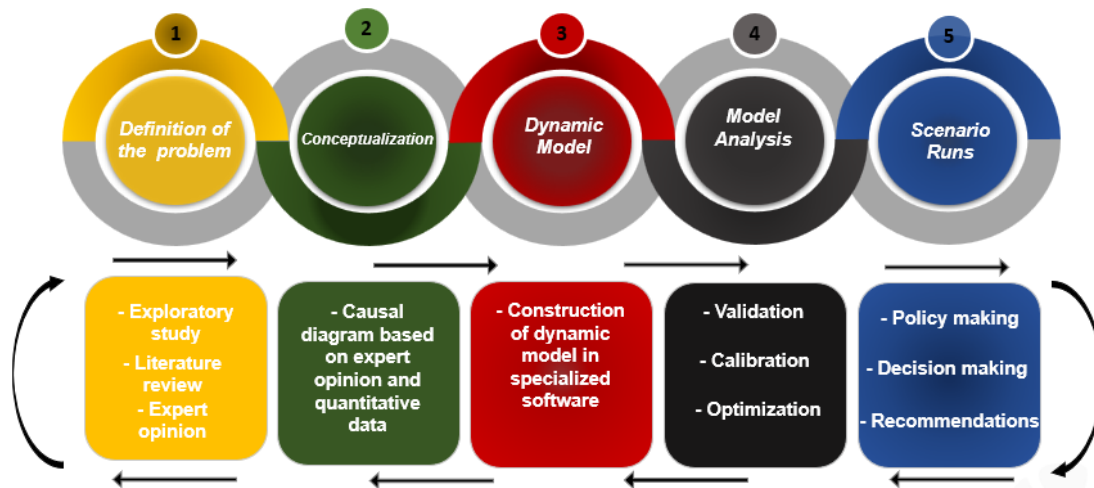 1
2
3
4
5
Definition of
the problem
Conceptualization
Dynamic
Model
Model
Analysis
Scenario
Runs
- Exploratory
study
- Literature
review
- Expert
opinion
- Causal
diagram based
on expert
opinion and
quantitative
data
- Construction
of dynamic
model in
specialized
software
- Validation
- Calibration
- Optimization
- Policy making
- Decision making
- Recommendations